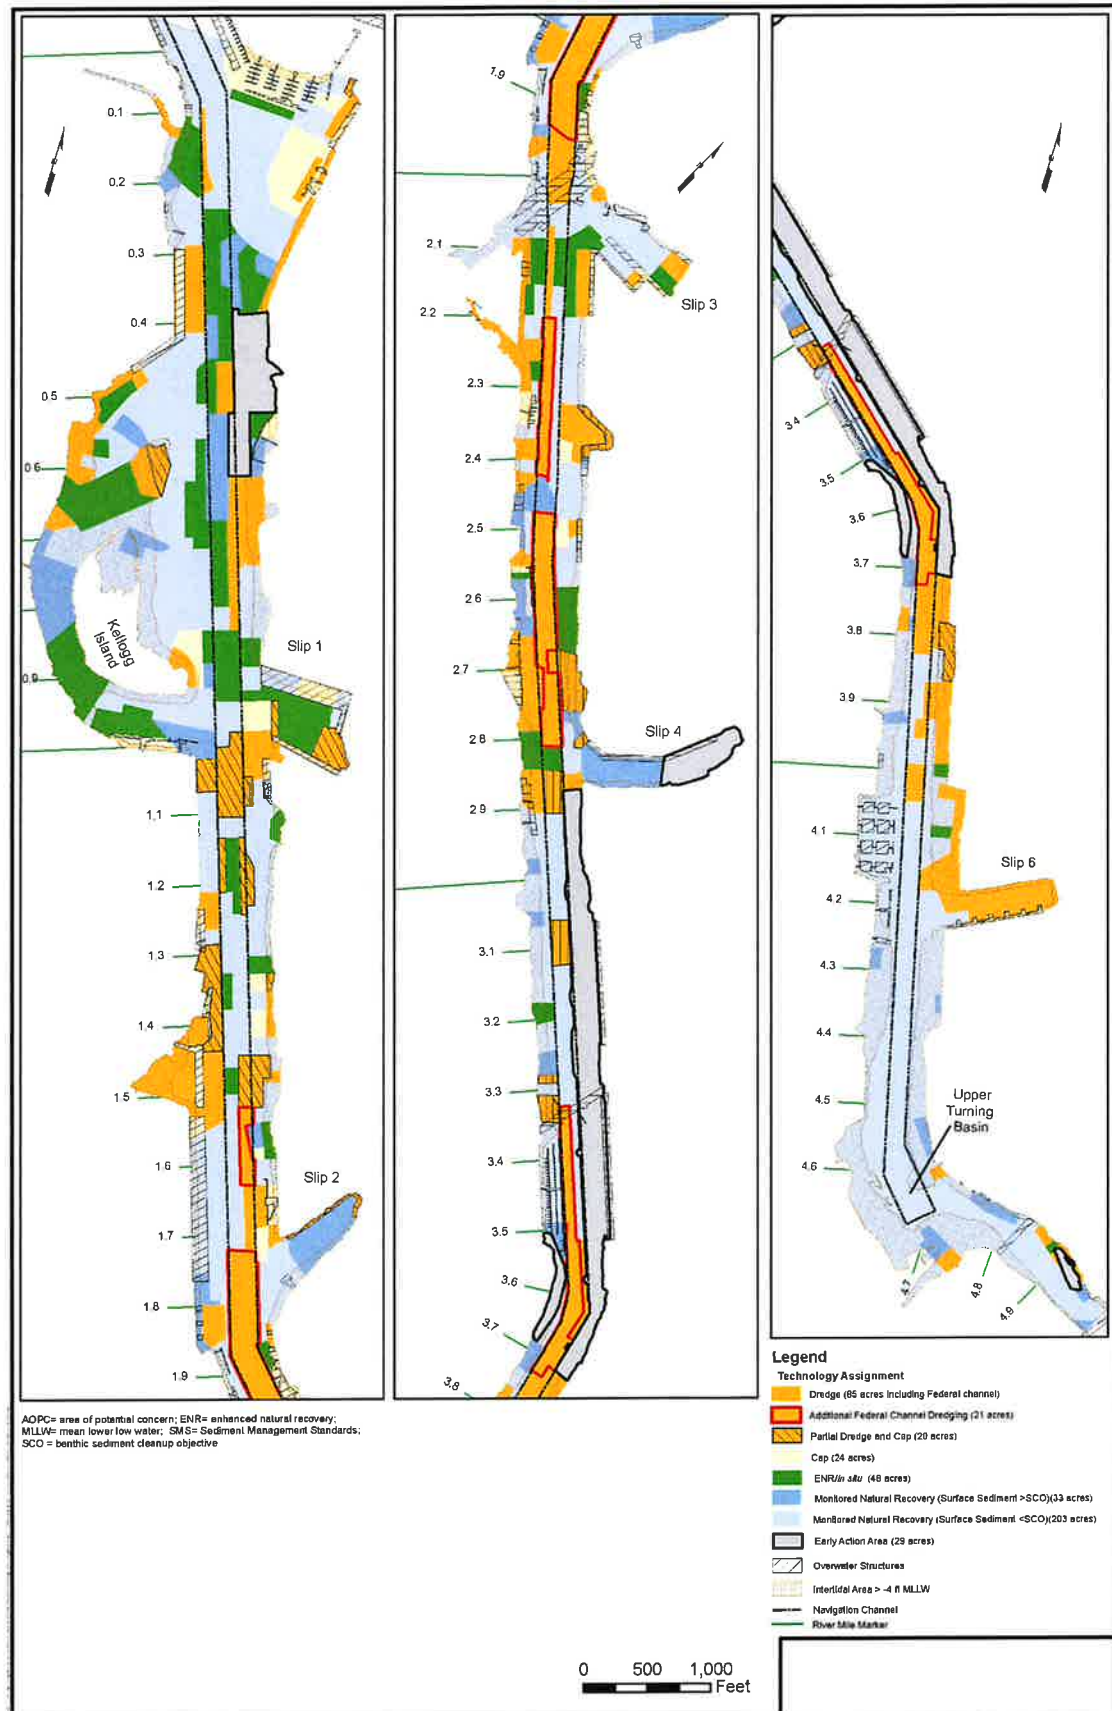 0.1
0.2
0.3
0.4
0.5
0.6
Kellogg
Island
0.9
Slip 1
1.1
1.2
1.3
1.4
1.5
1.6
1.7
1.8
1.9
Slip 2
1.9
2.1
Slip 3
2.2
2.3
2.4
2.5
2.6
2.7
2.8
Slip 4
2.9
3.1
3.2
3.3
3.4
3.5
3.6
3.7
3.8
3.4
3.5
3.6
3.7
3.8
3.9
4.1
Slip 6
4.2
4.3
4.4
4.5
4.6
Upper
Turning
Basin
4.7
4.8
4.9
AOPC= area of potential concern; ENR= enhanced natural recovery;
MLLW= mean lower low water; SMS= Sediment Management Standards;
SCO = benthic sediment cleanup objective
Legend
Technology Assignment
Dredge (85 acres including Federal channel)
Additional Federal Channel Dredging (21 acres)
Partial Dredge and Cap (20 acres)
Cap (24 acres)
ENR/in situ (48 acres)
Monitored Natural Recovery (Surface Sediment >SCO)(33 acres)
Monitored Natural Recovery (Surface Sediment <SCO)(203 acres)
Early Action Area (29 acres)
Overwater Structures
Intertidal Area > -4 ft MLLW
Navigation Channel
River Mile Marker
0 500 1,000
Feet